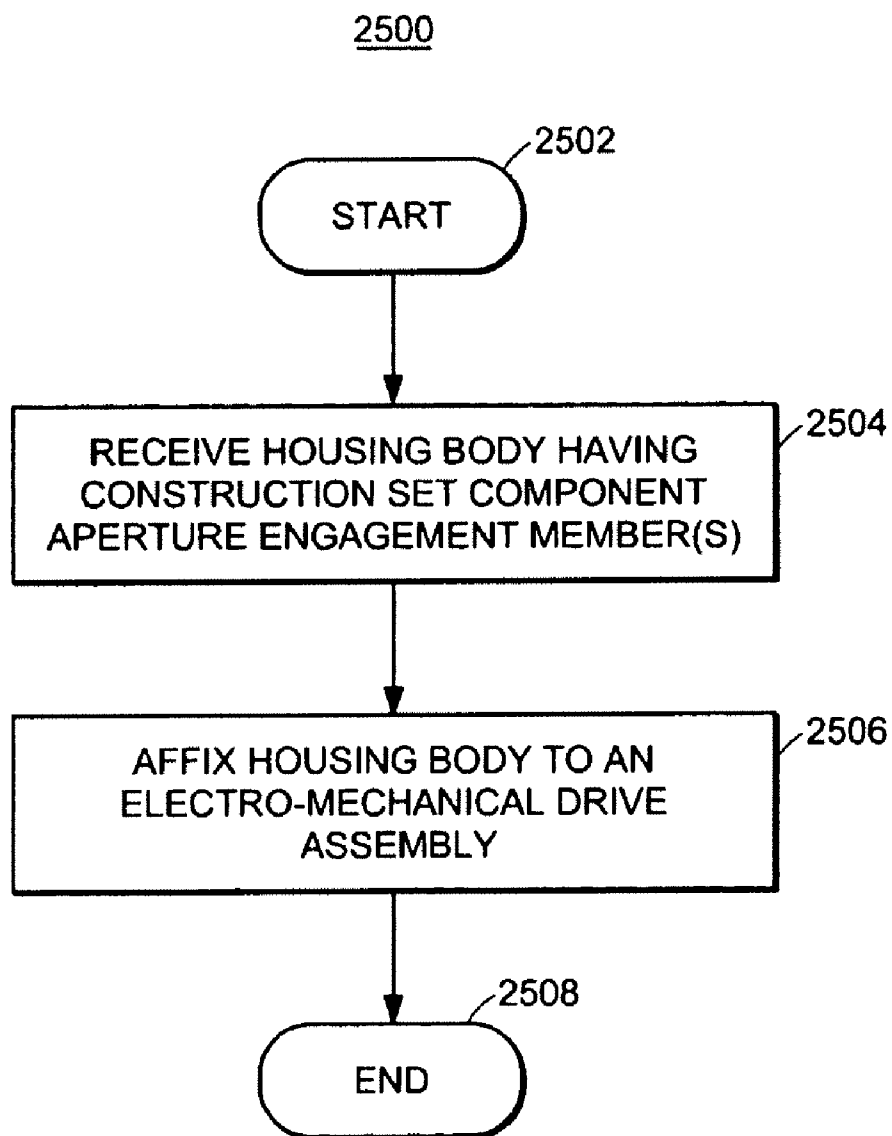 2500
2502
START
2504
RECEIVE HOUSING BODY HAVING
CONSTRUCTION SET COMPONENT
APERTURE ENGAGEMENT MEMBER(S)
2506
AFFIX HOUSING BODY TO AN
ELECTRO-MECHANICAL DRIVE
ASSEMBLY
2508
END